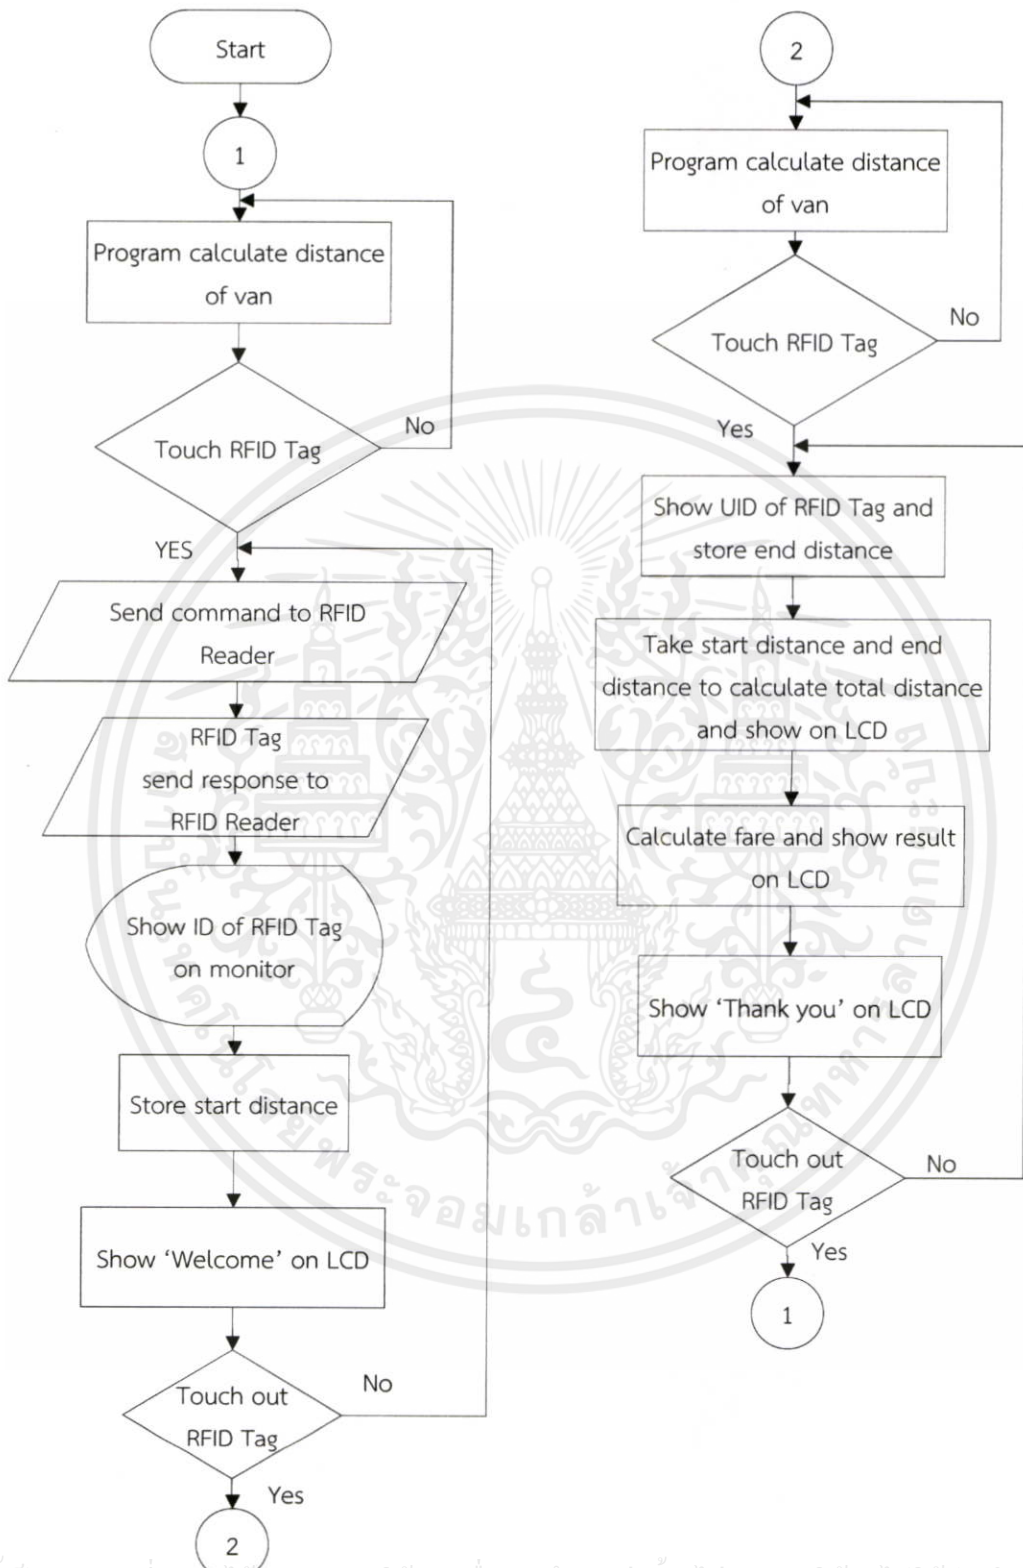 Start
1
Program calculate distance
of van
Touch RFID Tag
No
YES
Send command to RFID
Reader
RFID Tag
send response to
RFID Reader
Show ID of RFID Tag
on monitor
Store start distance
Show ‘Welcome’ on LCD
Touch out
RFID Tag
No
Yes
2
2
Program calculate distance
of van
Touch RFID Tag
No
Yes
Show UID of RFID Tag and
store end distance
Take start distance and end
distance to calculate total distance
and show on LCD
Calculate fare and show result
on LCD
Show ‘Thank you’ on LCD
Touch out
RFID Tag
No
Yes
1